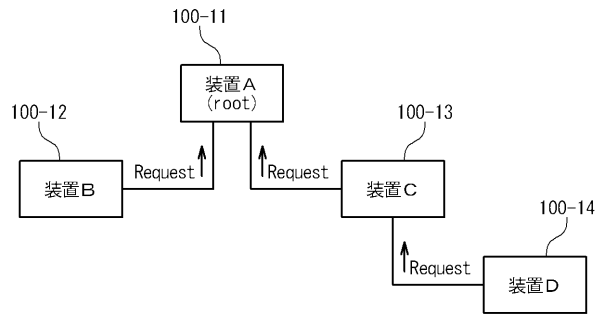 100-11
装置A
(root)
100-12
100-13
Request
Request
装置B
装置C
100-14
Request
装置D